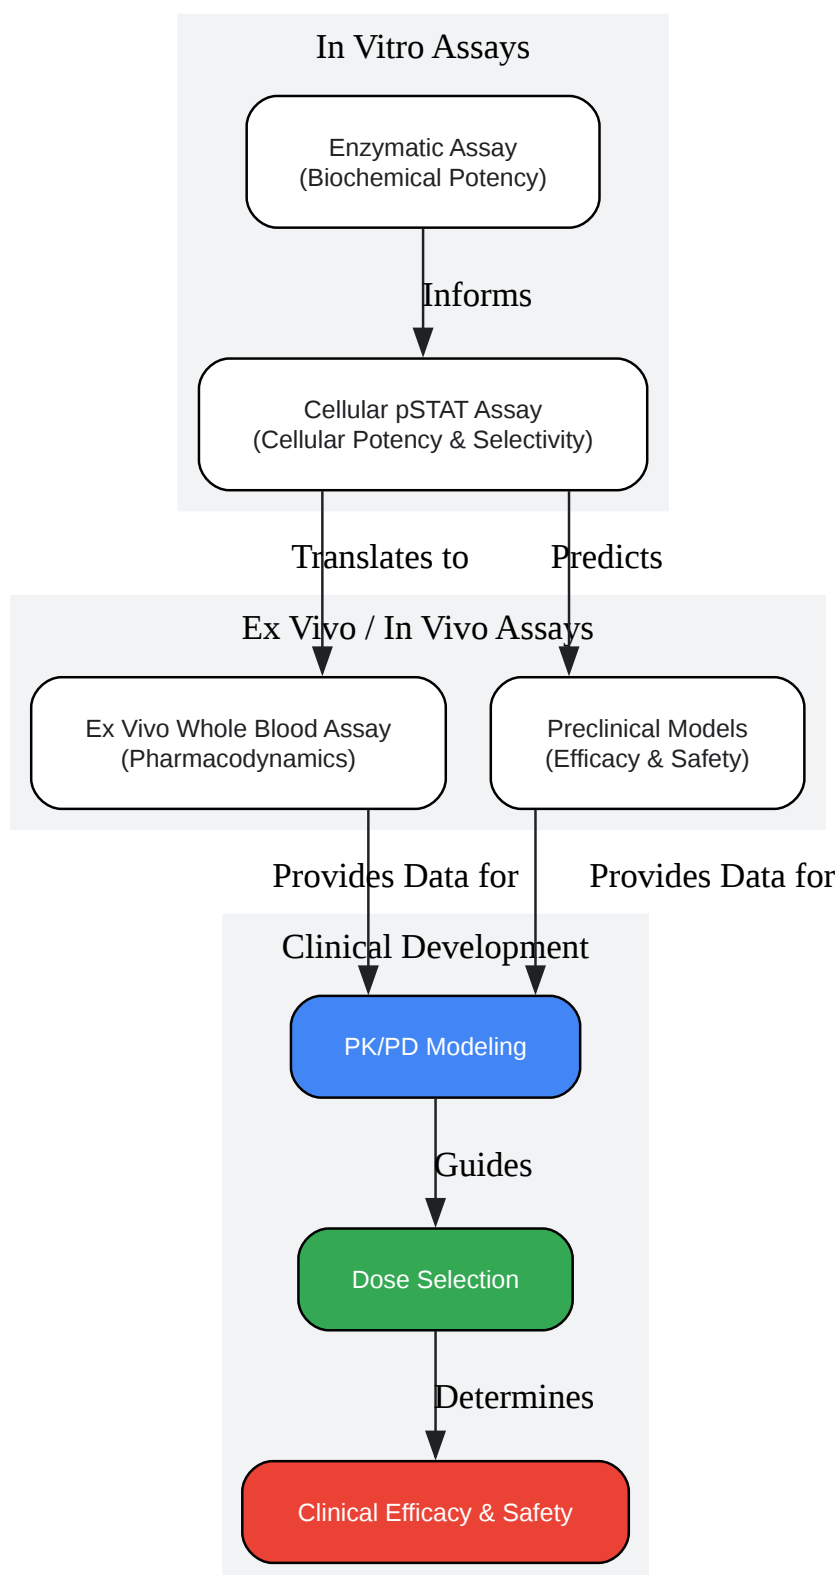 In Vitro Assays
Enzymatic Assay
(Biochemical Potency)
Informs
Cellular pSTAT Assay
(Cellular Potency & Selectivity)
Translates to
Predicts
Ex Vivo / In Vivo Assays
Ex Vivo Whole Blood Assay
(Pharmacodynamics)
Preclinical Models
(Efficacy & Safety)
Provides Data for
Provides Data for
Clinical Development
PK/PD Modeling
Guides
Dose Selection
Determines
Clinical Efficacy & Safety